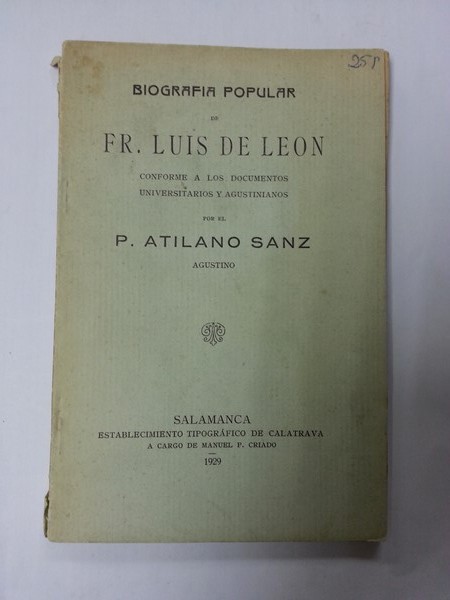 BIOGRAFIA POPULAR
DE
FR. LUIS DE LEON
CONFORME A LOS DOCUMENTOS
UNIVERSITARIOS Y AGUSTINIANOS
POR EL
P. ATILANO SANZ
AGUSTINO
SALAMANCA
ESTABLECIMIENTO TIPOGRÁFICO DE CALATRAVA
A CARGO DE MANUEL P. CRIADO
1929